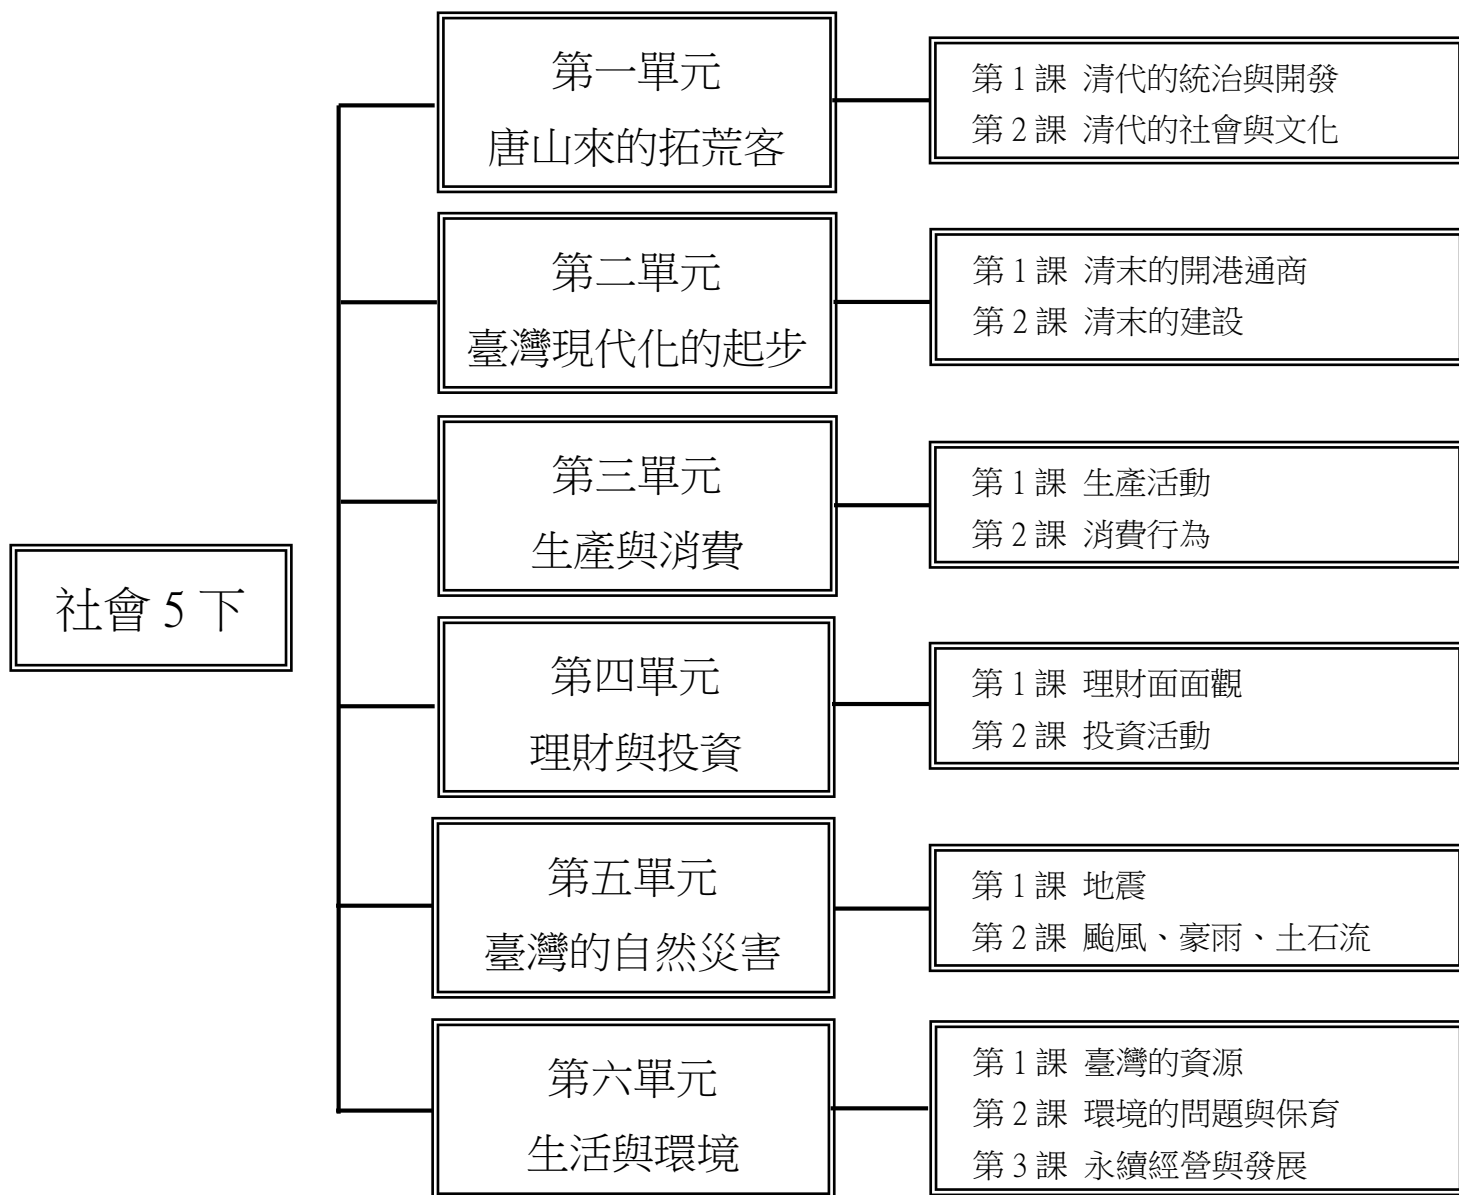 社會 5 下
第一單元
唐山來的拓荒客
第 1 課 清代的統治與開發
第 2 課 清代的社會與文化
第二單元
臺灣現代化的起步
第 1 課 清末的開港通商
第 2 課 清末的建設
第三單元
生產與消費
第 1 課 生產活動
第 2 課 消費行為
第四單元
理財與投資
第 1 課 理財面面觀
第 2 課 投資活動
第五單元
臺灣的自然災害
第 1 課 地震
第 2 課 颱風、豪雨、土石流
第六單元
生活與環境
第 1 課 臺灣的資源
第 2 課 環境的問題與保育
第 3 課 永續經營與發展